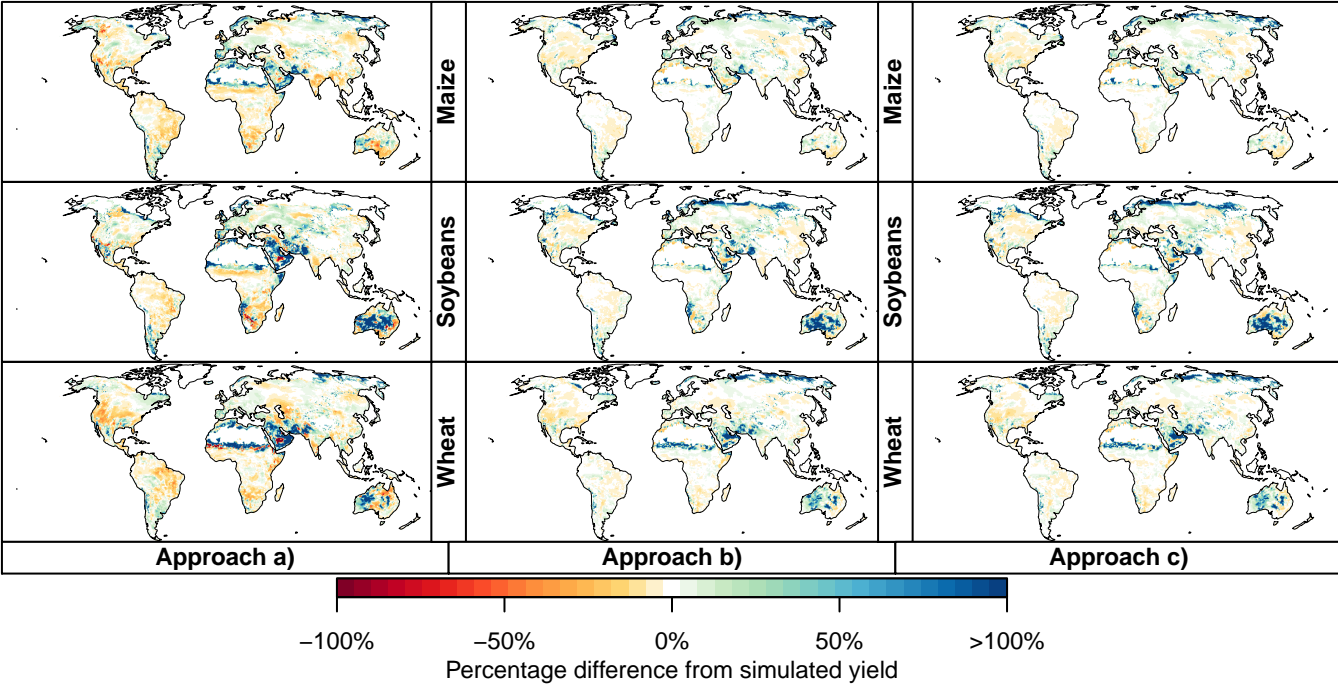 Maize
Maize
Soybeans
Soybeans
Wheat
Wheat
Approach a)
Approach b)
Approach c)
−100%
−50%
0%
50%
>100%
Percentage difference from simulated yield